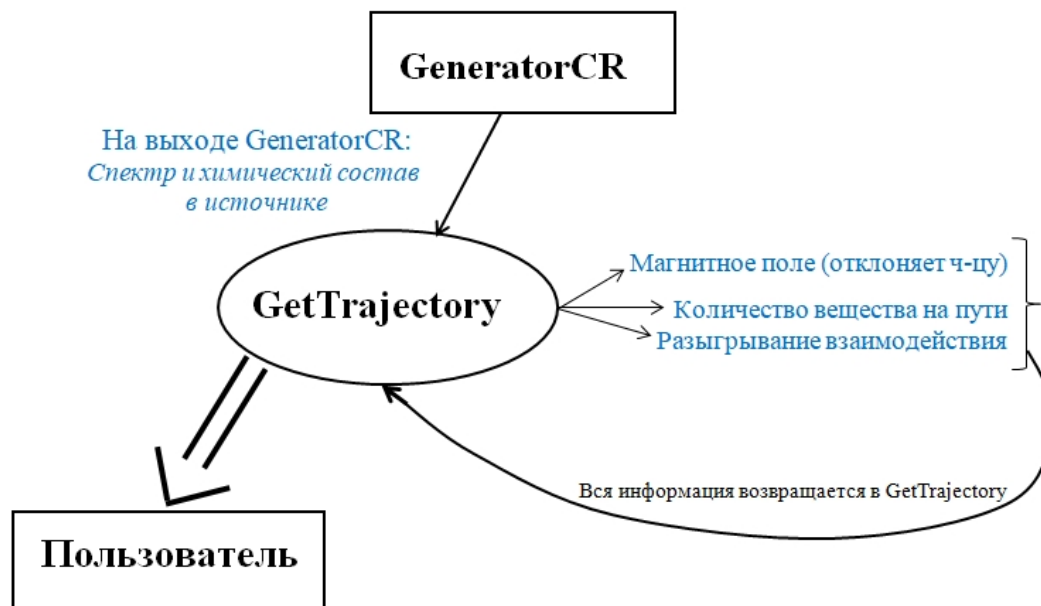 GeneratorCR
На выходе GeneratorCR:
Спектр и химический состав
в источнике
GetTrajectory
Магнитное поле (отклоняет ч-цу)
Количество вещества на пути
Разыгрывание взаимодействия
Вся информация возвращается в GetTrajectory
Пользователь